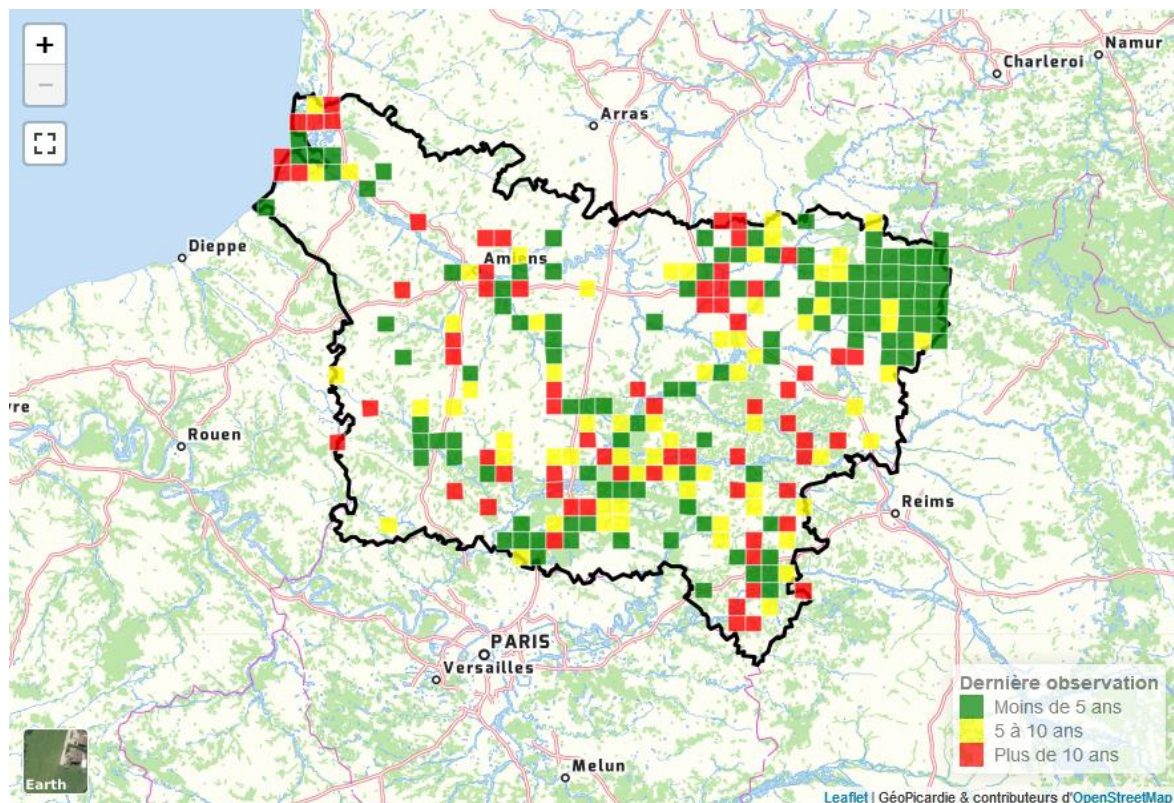 +
−
Namur
Charleroi
Arras
Dieppe
Amiens
vre
Rouen
Reims
PARIS
Versailles
Melun
Dernière observation
Moins de 5 ans
5 à 10 ans
Plus de 10 ans
Earth
Leaflet | GéoPicardie & contributeurs d'OpenStreetMap